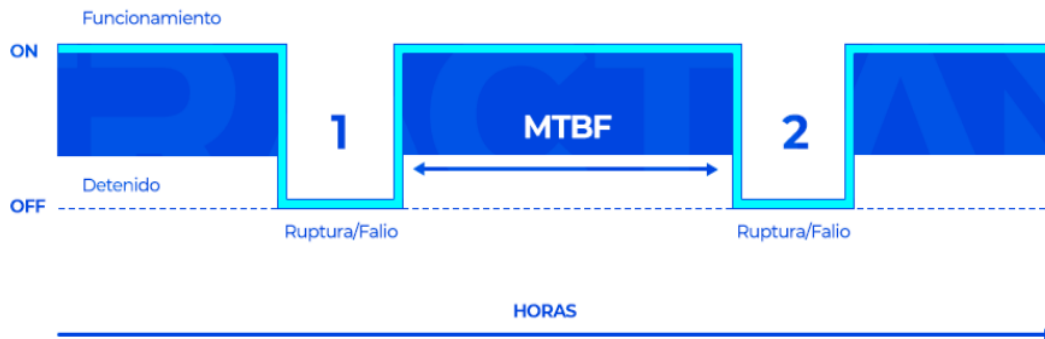 Funcionamiento
ON
1
MTBF
2
Detenido
OFF
Ruptura/Falio
Ruptura/Falio
HORAS